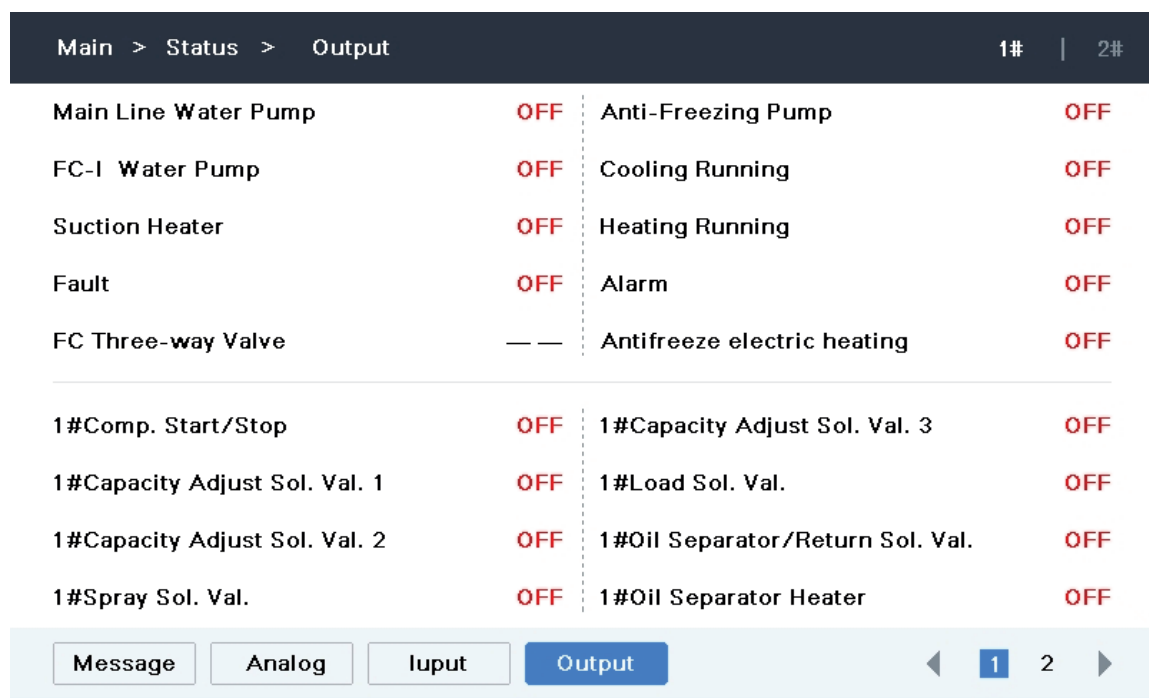 Main > Status > Output 1# | 2#
Main Line Water Pump OFF Anti-Freezing Pump OFF
FC-I Water Pump OFF Cooling Running OFF
Suction Heater OFF Heating Running OFF
Fault OFF Alarm OFF
FC Three-way Valve — — Antifreeze electric heating OFF
1#Comp. Start/Stop OFF 1#Capacity Adjust Sol. Val. 3 OFF
1#Capacity Adjust Sol. Val. 1 OFF 1#Load Sol. Val. OFF
1#Capacity Adjust Sol. Val. 2 OFF 1#Oil Separator/Return Sol. Val. OFF
1#Spray Sol. Val. OFF 1#Oil Separator Heater OFF
Message Analog Iuput Output 1 2